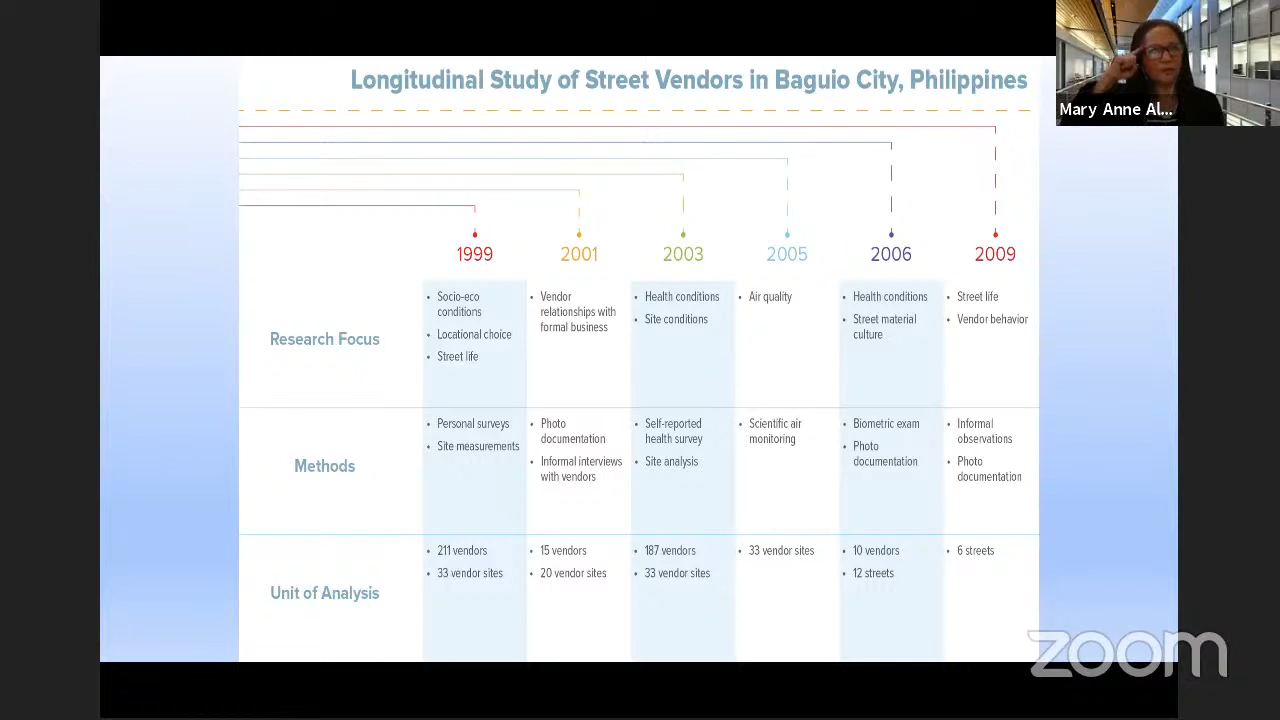 Longitudinal Study of Street Vendors in Baguio City, Philippines
Mary Anne Al...
1999
2001
2003
2005
2006
2009
Research Focus
• Socio-eco
conditions
• Locational choice
• Street life
• Vendor
relationships with
formal business
• Health conditions
• Site conditions
• Air quality
• Health conditions
• Street material
culture
• Street life
• Vendor behavior
Methods
• Personal surveys
• Site measurements
• Photo
documentation
• Informal interviews
with vendors
• Self-reported
health survey
• Site analysis
• Scientific air
monitoring
• Biometric exam
• Photo
documentation
• Informal
observations
• Photo
documentation
Unit of Analysis
• 211 vendors
• 33 vendor sites
• 15 vendors
• 20 vendor sites
• 187 vendors
• 33 vendor sites
• 33 vendor sites
• 10 vendors
• 12 streets
• 6 streets
zoom